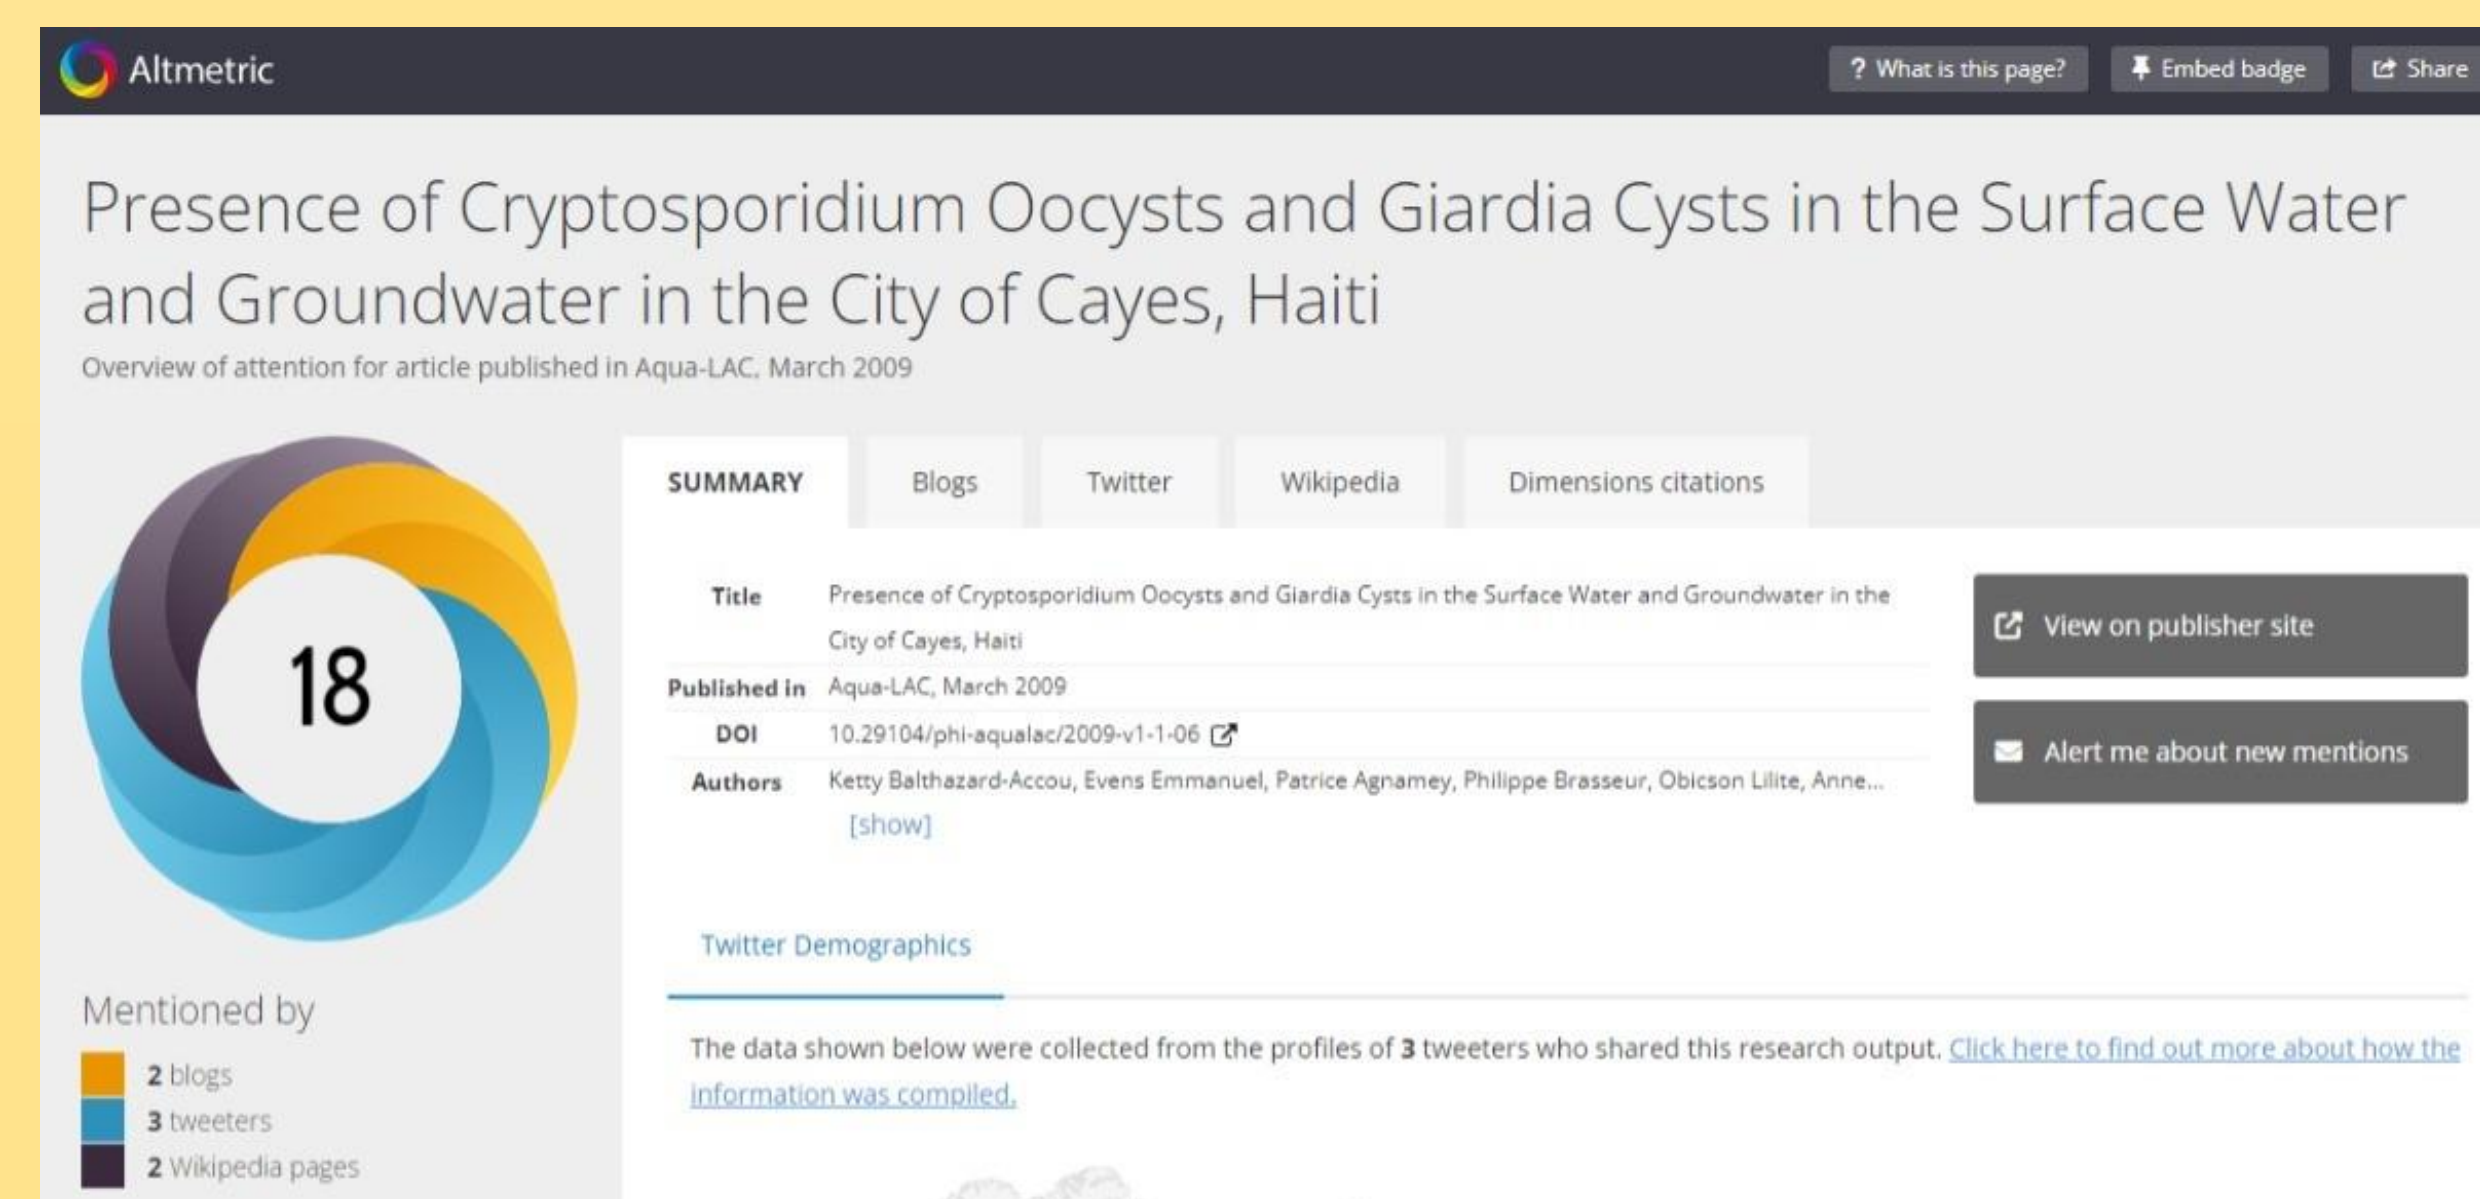 Altmetric
? What is this page?
Embed badge
Share
Presence of Cryptosporidium Oocysts and Giardia Cysts in the Surface Water
and Groundwater in the City of Cayes, Haiti
Overview of attention for article published in Aqua-LAC, March 2009
18
SUMMARY Blogs Twitter Wikipedia Dimensions citations
Title Presence of Cryptosporidium Oocysts and Giardia Cysts in the Surface Water and Groundwater in the
City of Cayes, Haiti
Published in Aqua-LAC, March 2009
DOI 10.29104/phi-aqualac/2009-v1-1-06
Authors Ketty Balthazard-Accou, Evens Emmanuel, Patrice Agnamey, Philippe Brasseur, Obicson Lilite, Anne...
[show]
View on publisher site
Alert me about new mentions
Twitter Demographics
The data shown below were collected from the profiles of 3 tweeters who shared this research output. Click here to find out more about how the
information was compiled.
Mentioned by
2 blogs
3 tweeters
2 Wikipedia pages